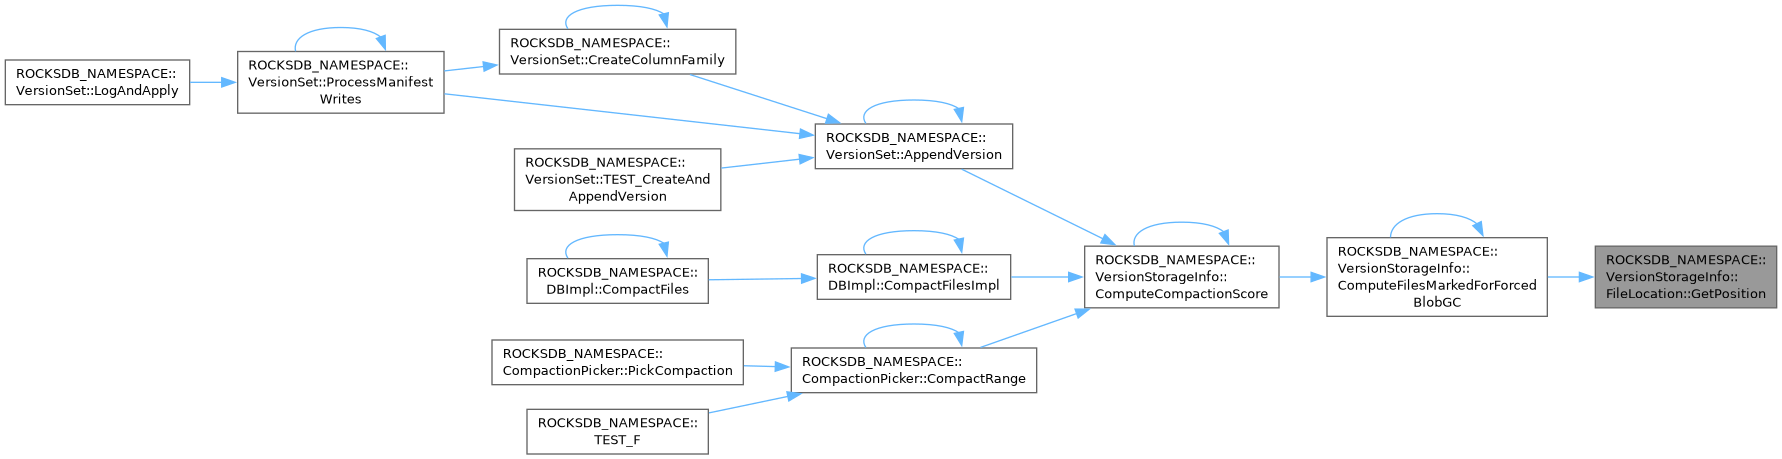 ROCKSDB_NAMESPACE::
VersionSet::LogAndApply
ROCKSDB_NAMESPACE::
VersionSet::ProcessManifest
Writes
ROCKSDB_NAMESPACE::
VersionSet::CreateColumnFamily
ROCKSDB_NAMESPACE::
VersionSet::TEST_CreateAnd
AppendVersion
ROCKSDB_NAMESPACE::
VersionSet::AppendVersion
ROCKSDB_NAMESPACE::
DBImpl::CompactFiles
ROCKSDB_NAMESPACE::
DBImpl::CompactFilesImpl
ROCKSDB_NAMESPACE::
CompactionPicker::PickCompaction
ROCKSDB_NAMESPACE::
TEST_F
ROCKSDB_NAMESPACE::
CompactionPicker::CompactRange
ROCKSDB_NAMESPACE::
VersionStorageInfo::
ComputeCompactionScore
ROCKSDB_NAMESPACE::
VersionStorageInfo::
ComputeFilesMarkedForForced
BlobGC
ROCKSDB_NAMESPACE::
VersionStorageInfo::
FileLocation::GetPosition